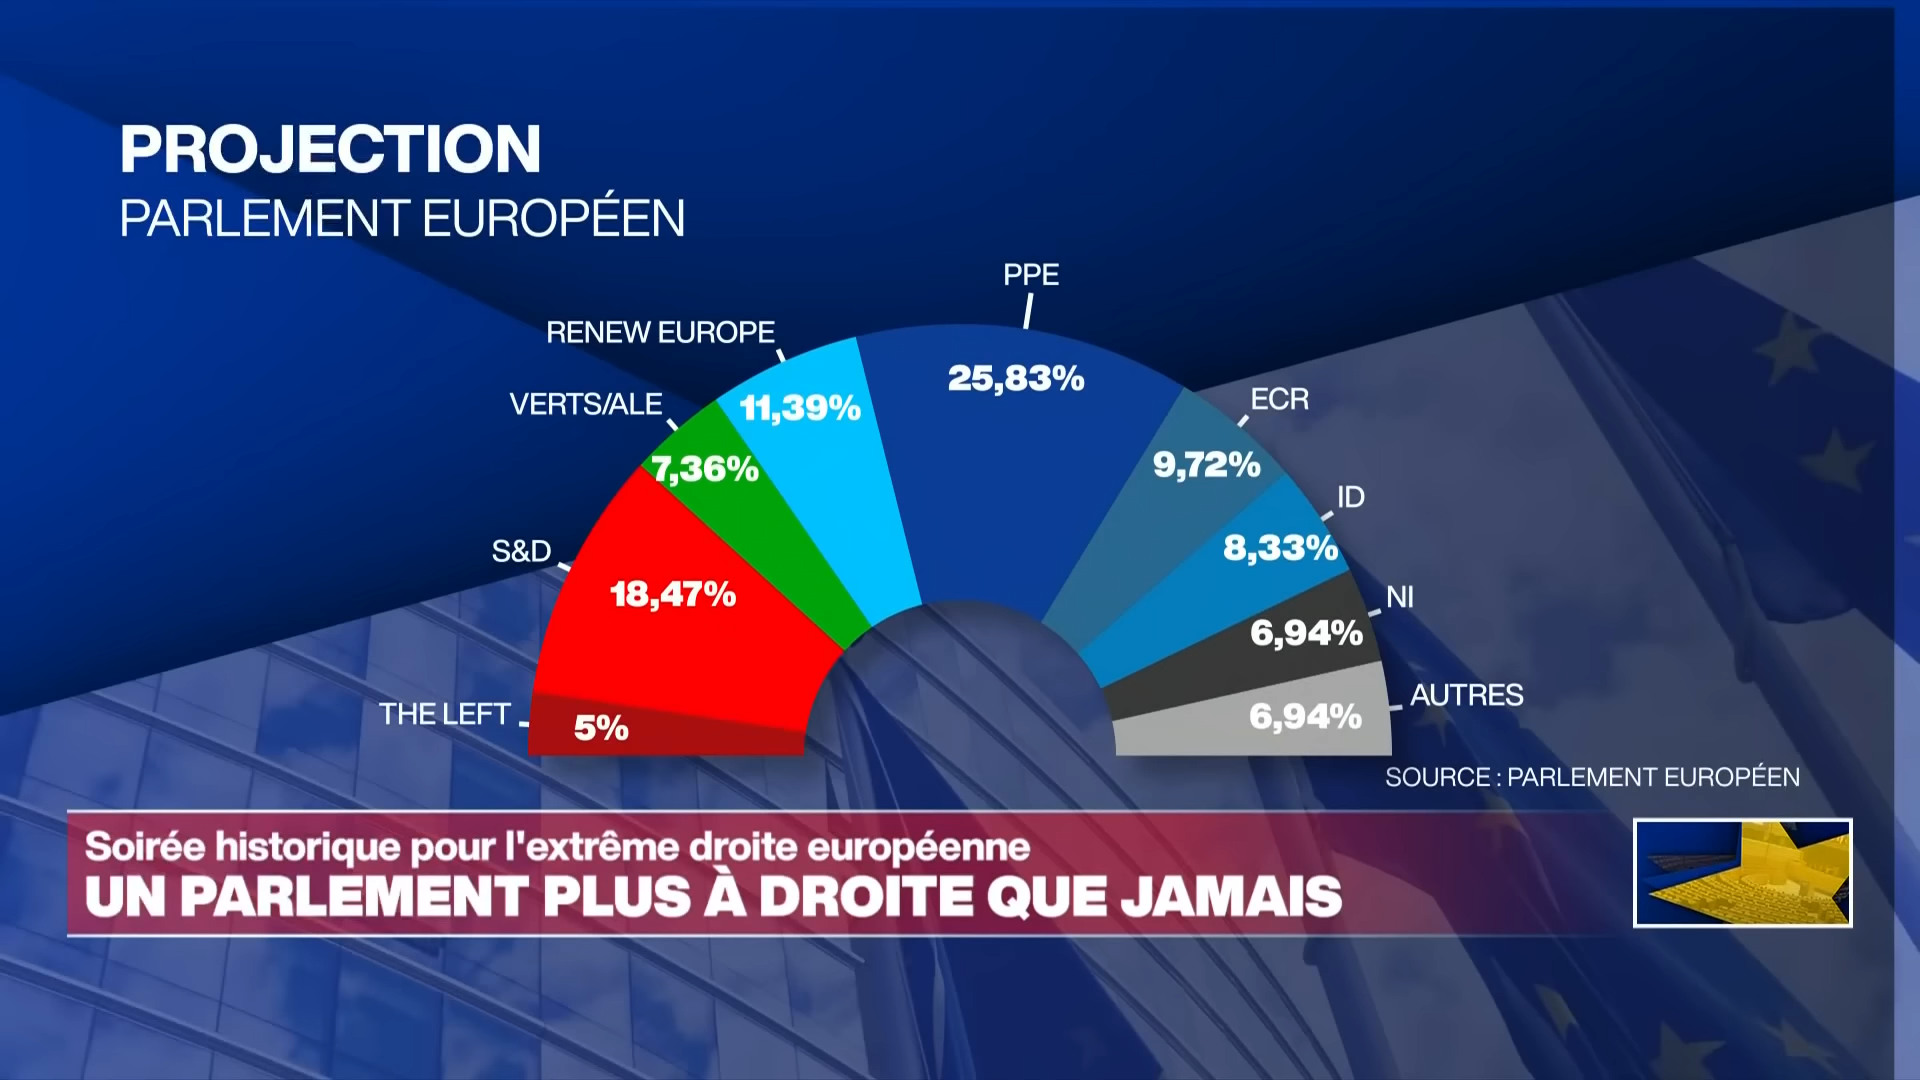 PROJECTION
PARLEMENT EUROPÉEN
PPE
25,83%
RENEW EUROPE
11,39%
VERTS/ALE
7,36%
ECR
9,72%
ID
8,33%
S&D
18,47%
NI
6,94%
THE LEFT
5%
AUTRES
6,94%
SOURCE : PARLEMENT EUROPÉEN
Soirée historique pour l'extrême droite européenne
UN PARLEMENT PLUS À DROITE QUE JAMAIS